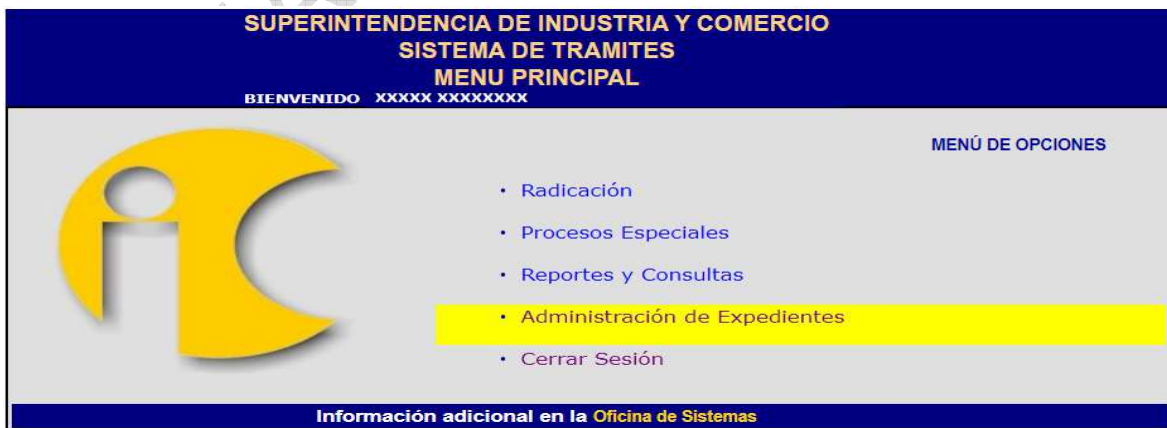 SUPERINTENDENCIA DE INDUSTRIA Y COMERCIO
SISTEMA DE TRAMITES
MENU PRINCIPAL
BIENVENIDO XXXXX XXXXXXXX
MENÚ DE OPCIONES
• Radicación
• Procesos Especiales
• Reportes y Consultas
• Administración de Expedientes
• Cerrar Sesión
Información adicional en la Oficina de Sistemas